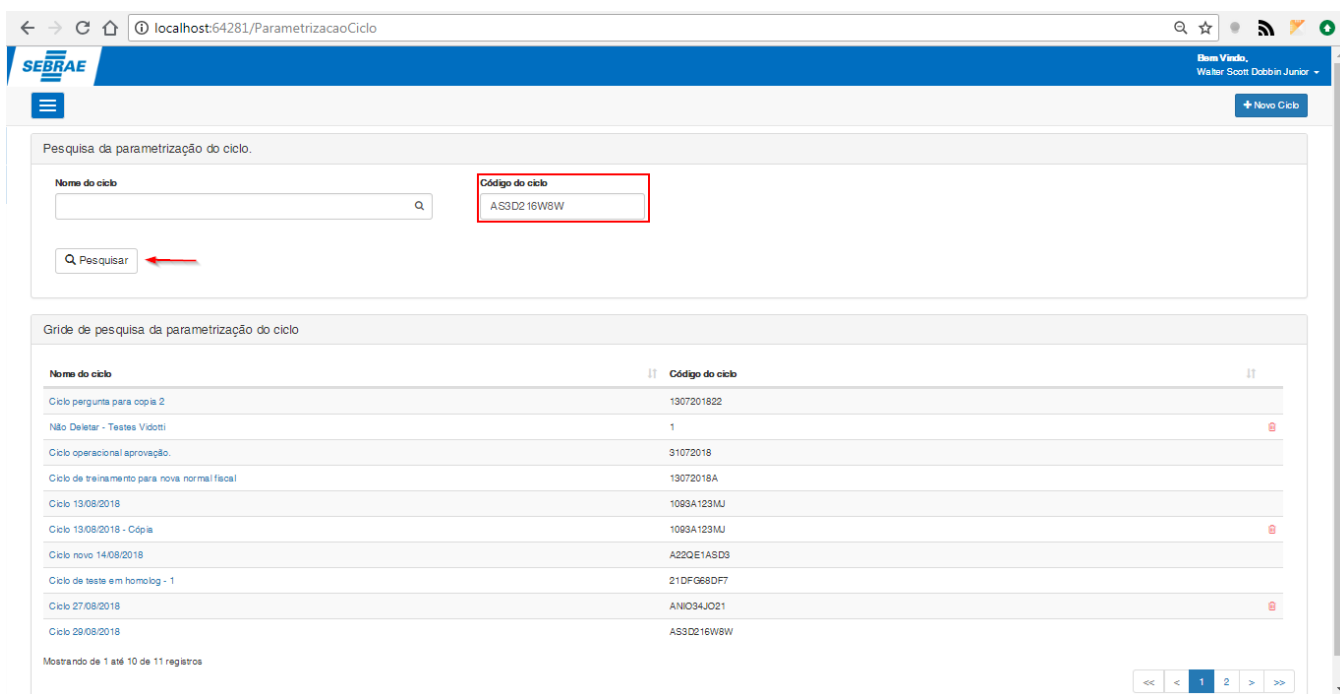 localhost:64281/ParametrizacaoCiclo
SEBRAE
Bem Vindo,
Walter Scott Dobbin Junior
+ Novo Ciclo
Pesquisa da parametrização do ciclo.
Nome do ciclo Código do ciclo
AS3D216W8W
Pesquisar
Gride de pesquisa da parametrização do ciclo
Nome do ciclo Código do ciclo
Ciclo pergunta para copia 2 1307201822
Não Deletar - Testes Vidotti 1
Ciclo operacional aprovação. 31072018
Ciclo de treinamento para nova normal fiscal 13072018A
Ciclo 13/08/2018 1093A123MJ
Ciclo 13/08/2018 - Cópia 1093A123MJ
Ciclo novo 14/08/2018 A22QE1ASD3
Ciclo de teste em homolog - 1 21DFG68DF7
Ciclo 27/08/2018 ANIO34JO21
Ciclo 29/08/2018 AS3D216W8W
Mostrando de 1 até 10 de 11 registros
<< < 1 2 > >>